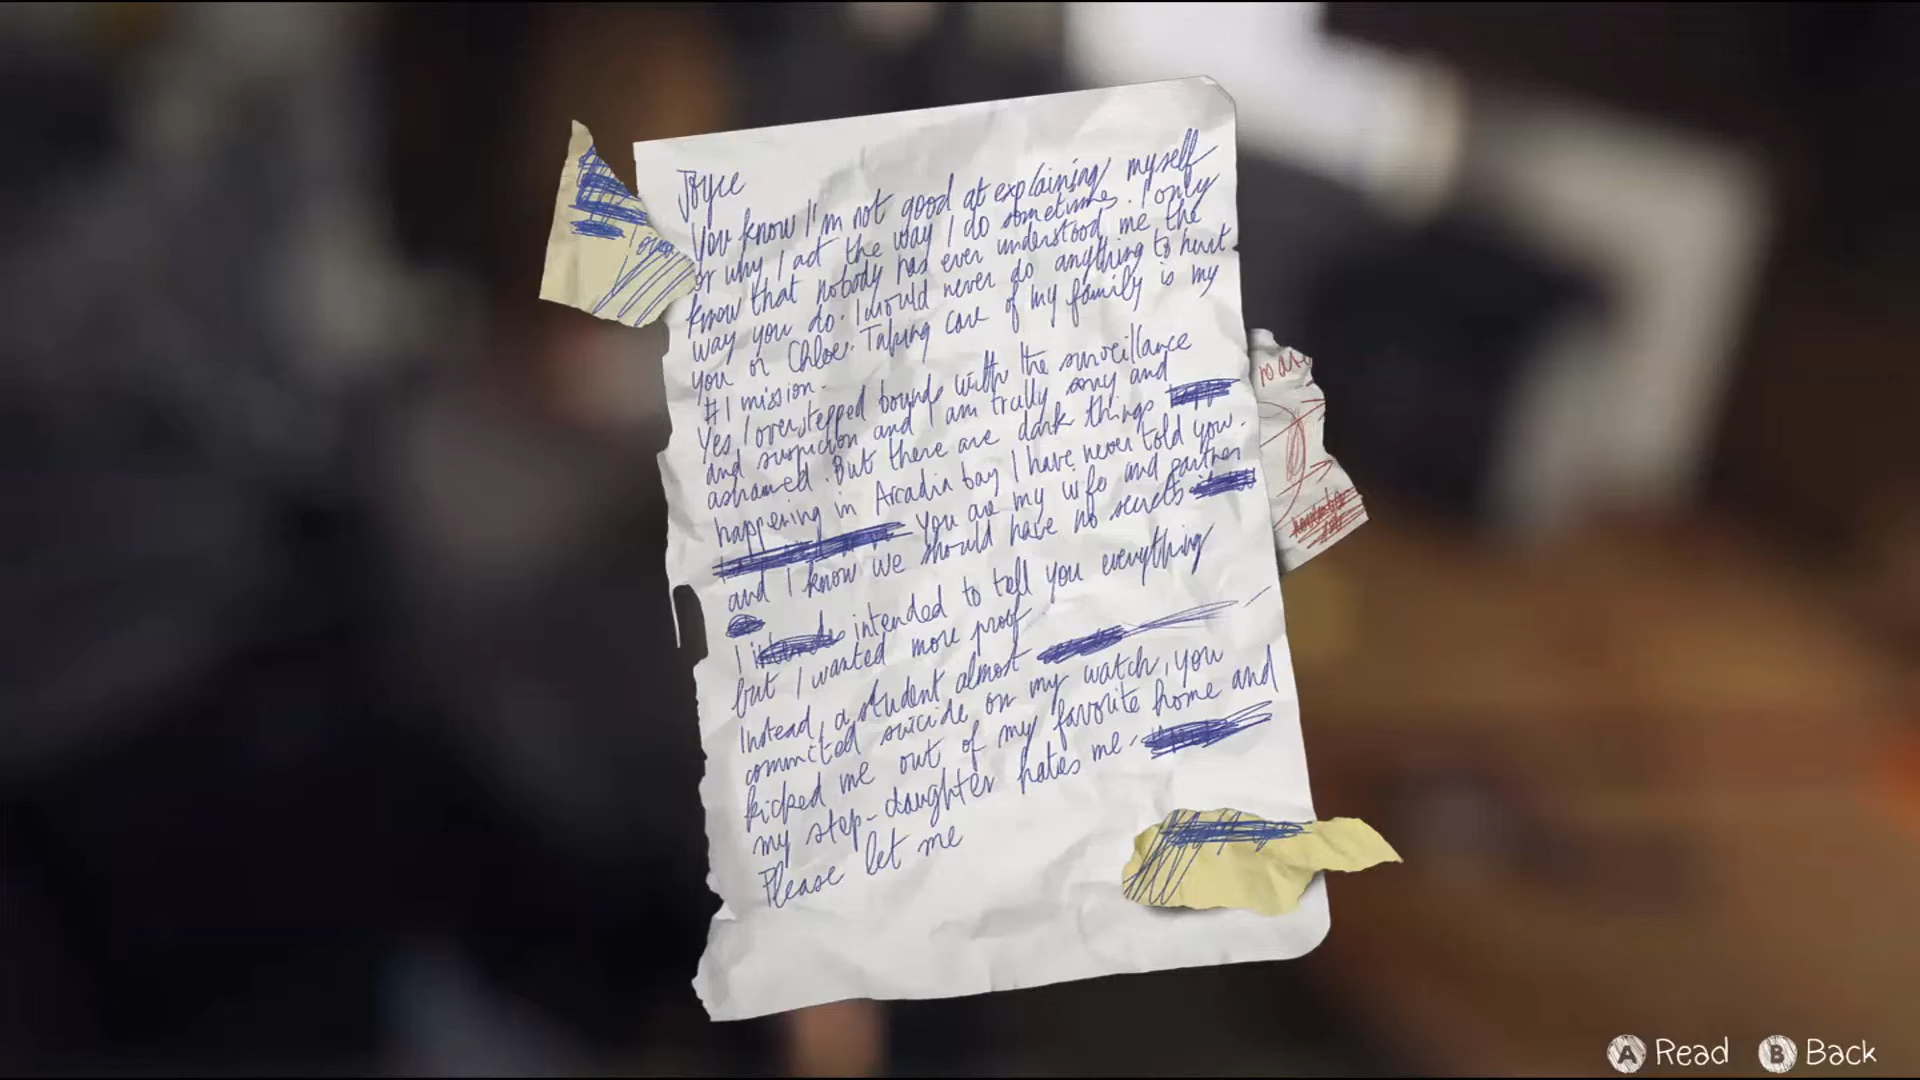 Joyce
You know I'm not good at explaining myself
or why I act the way I do sometimes. I only
know that nobody has ever understood me the
way you do. I would never do anything to hurt
you or Chloe. Taking care of my family is my
#1 mission.
Yes, I overstepped bounds with the surveillance
and suspicion and I am trully sorry and
ashamed. But there are dark things
happening in Arcadia bay I have never told you.
You are my wife and partner
and I know we should have no secrets
I intended to tell you everything
but I wanted more proof.
Instead, a student almost
committed suicide on my watch, you
kicked me out of my favorite home and
my step-daughter hates me.
Please let me
A Read B Back